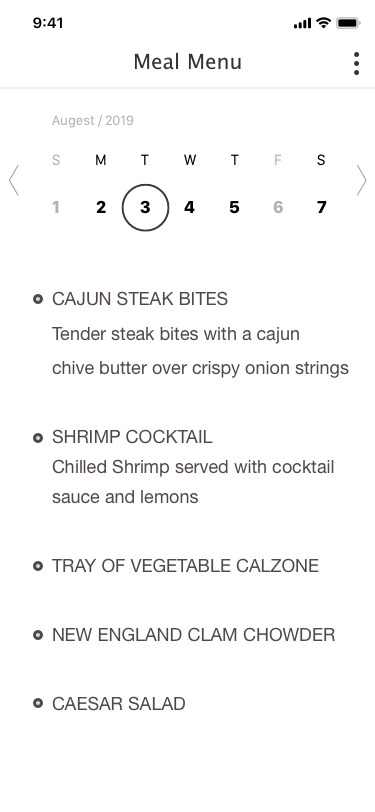 9:41
Meal Menu
Augest / 2019
S M T W T F S
1 2 3 4 5 6 7
CAJUN STEAK BITES
Tender steak bites with a cajun
chive butter over crispy onion strings
SHRIMP COCKTAIL
Chilled Shrimp served with cocktail
sauce and lemons
TRAY OF VEGETABLE CALZONE
NEW ENGLAND CLAM CHOWDER
CAESAR SALAD